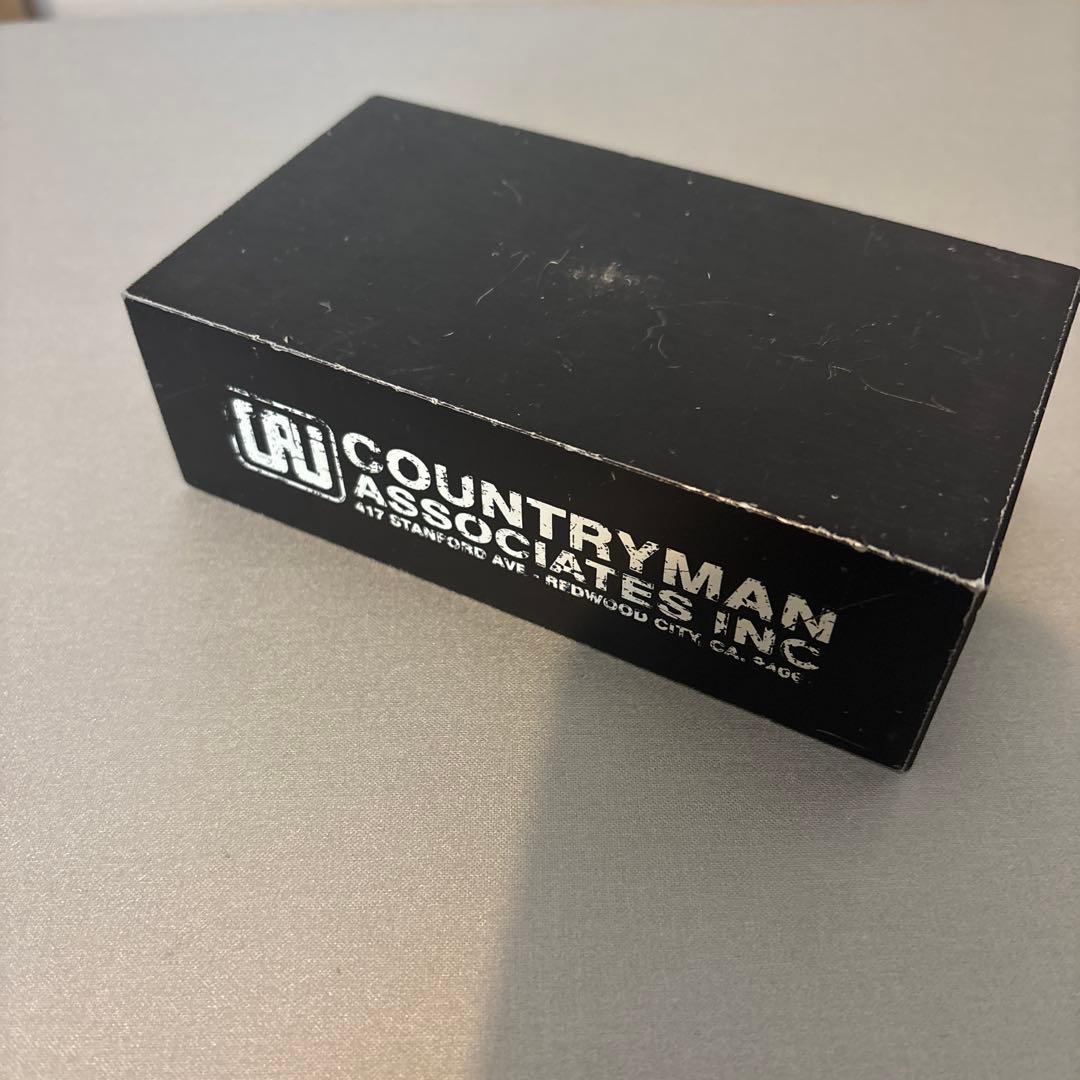 COUNTRYMAN
ASSOCIATES INC
417 STANFORD AVE. REDWOOD CITY, CA.